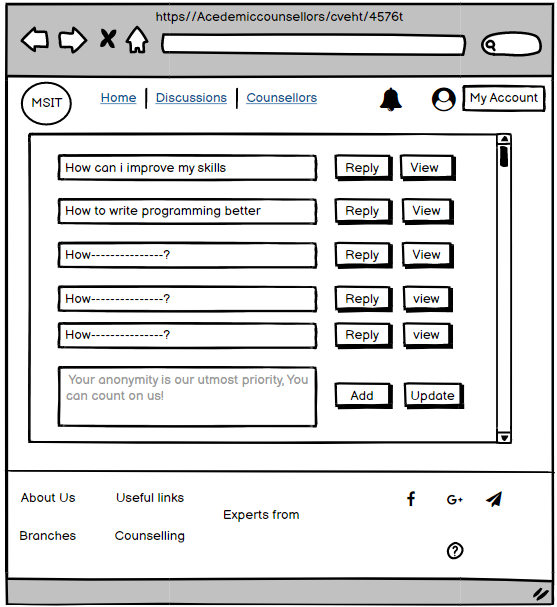 https//Acedemiccounsellors/cveht/4576t
MSIT
Home
Discussions
Counsellors
My Account
How can i improve my skills
Reply
View
How to write programming better
Reply
View
How---------------?
Reply
View
How---------------?
Reply
view
How---------------?
Reply
view
Your anonymity is our utmost priority, You
can count on us!
Add
Update
About Us
Useful links
Experts from
f
G+
Branches
Counselling
?